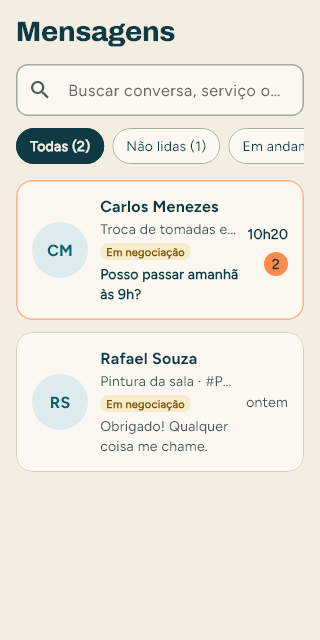 Mensagens
Buscar conversa, serviço o...
Todas (2)
Não lidas (1)
Em andan
CM
Carlos Menezes
Troca de tomadas e...
Em negociação
Posso passar amanhã
às 9h?
10h20
2
RS
Rafael Souza
Pintura da sala · #P...
Em negociação
Obrigado! Qualquer
coisa me chame.
ontem